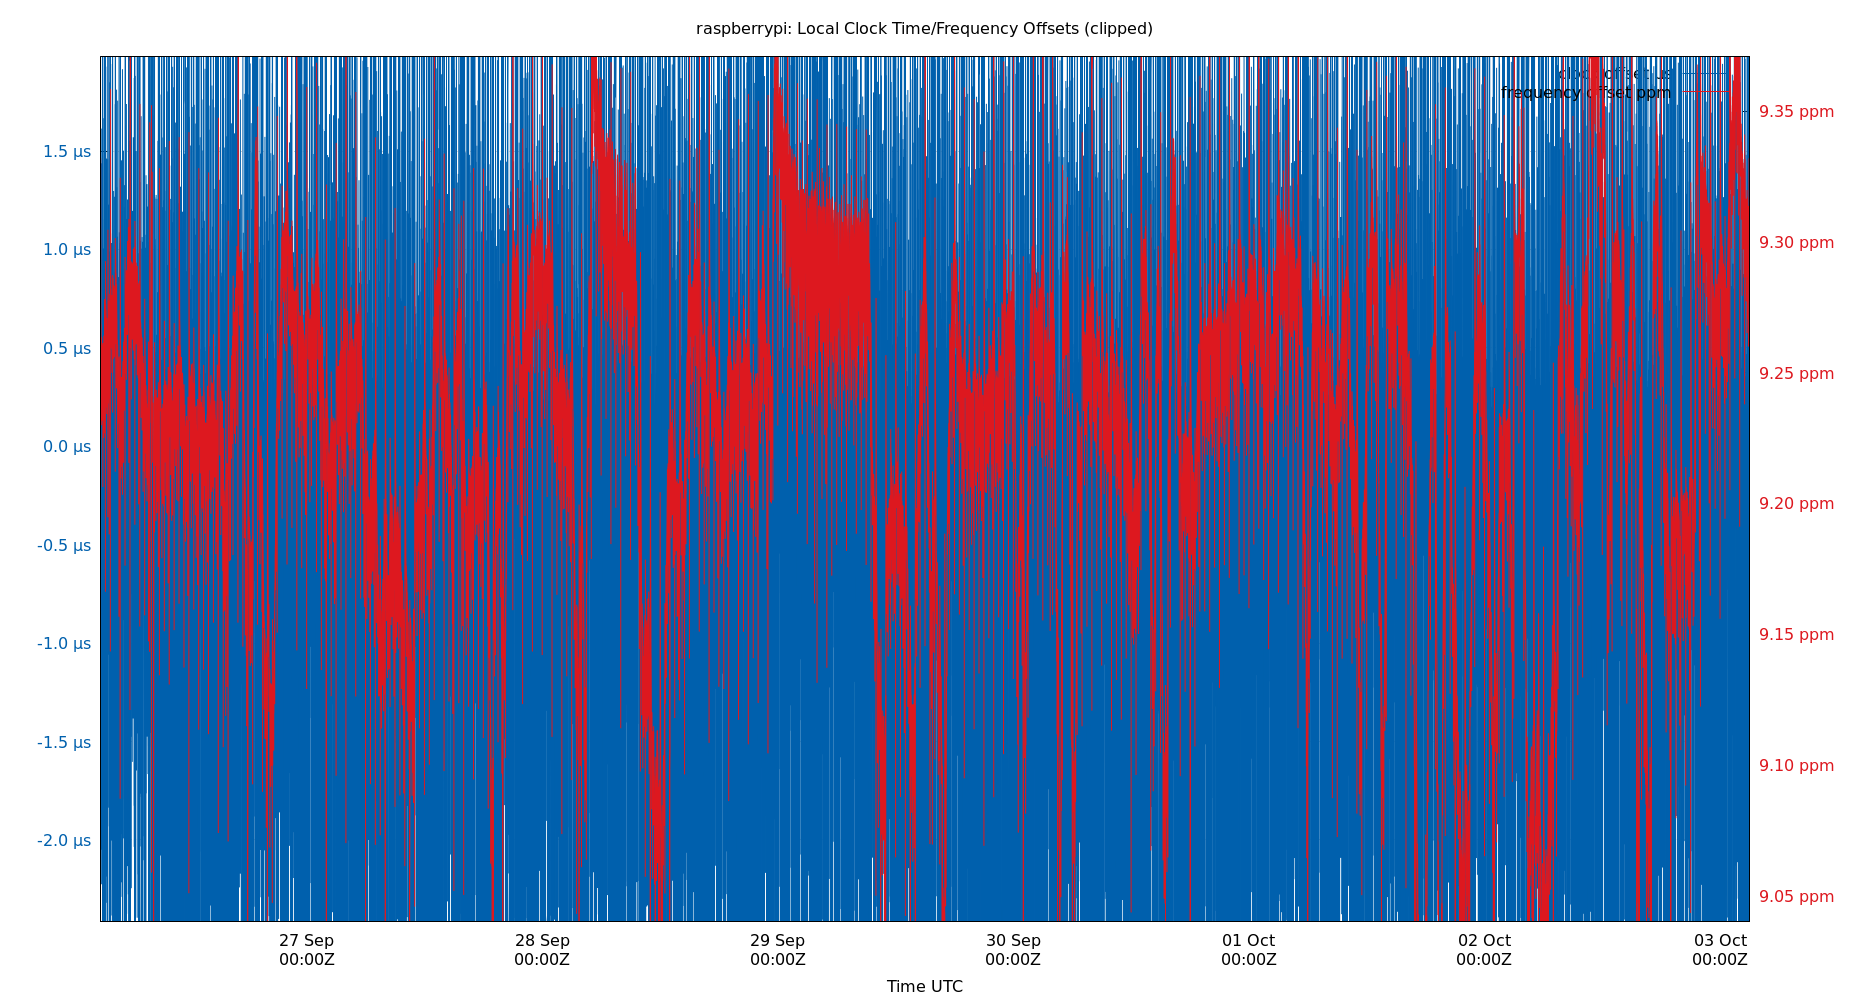 raspberrypi: Local Clock Time/Frequency Offsets (clipped)
clock offset us
frequency offset ppm
1.5 µs
1.0 µs
0.5 µs
0.0 µs
-0.5 µs
-1.0 µs
-1.5 µs
-2.0 µs
9.35 ppm
9.30 ppm
9.25 ppm
9.20 ppm
9.15 ppm
9.10 ppm
9.05 ppm
27 Sep 28 Sep 29 Sep 30 Sep 01 Oct 02 Oct 03 Oct
00:00Z 00:00Z 00:00Z 00:00Z 00:00Z 00:00Z 00:00Z
Time UTC